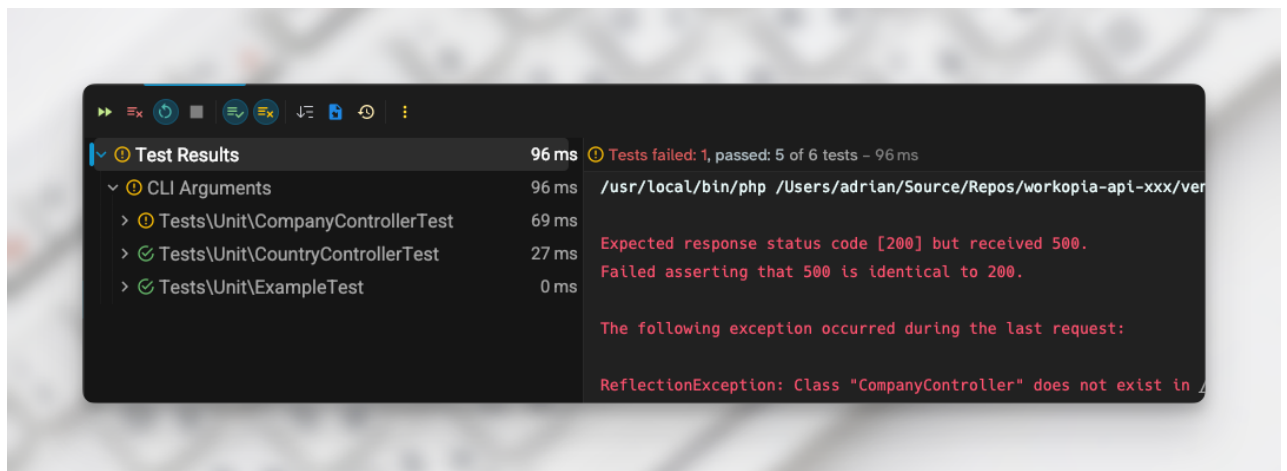 Test Results 96 ms
CLI Arguments 96 ms
Tests\Unit\CompanyControllerTest 69 ms
Tests\Unit\CountryControllerTest 27 ms
Tests\Unit\ExampleTest 0 ms
Tests failed: 1, passed: 5 of 6 tests – 96 ms
/usr/local/bin/php /Users/adrian/Source/Repos/workopia-api-xxx/ver
Expected response status code [200] but received 500.
Failed asserting that 500 is identical to 200.
The following exception occurred during the last request:
ReflectionException: Class "CompanyController" does not exist in